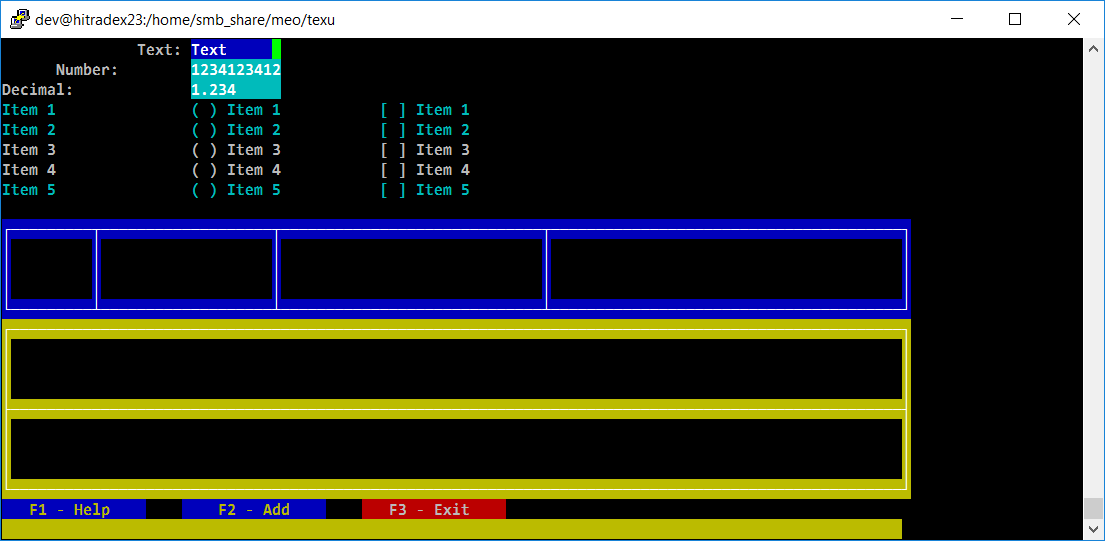 dev@hitradex23:/home/smb_share/meo/texu
Text: Text
Number: 1234123412
Decimal: 1.234
Item 1 ( ) Item 1 [ ] Item 1
Item 2 ( ) Item 2 [ ] Item 2
Item 3 ( ) Item 3 [ ] Item 3
Item 4 ( ) Item 4 [ ] Item 4
Item 5 ( ) Item 5 [ ] Item 5
F1 - Help F2 - Add F3 - Exit